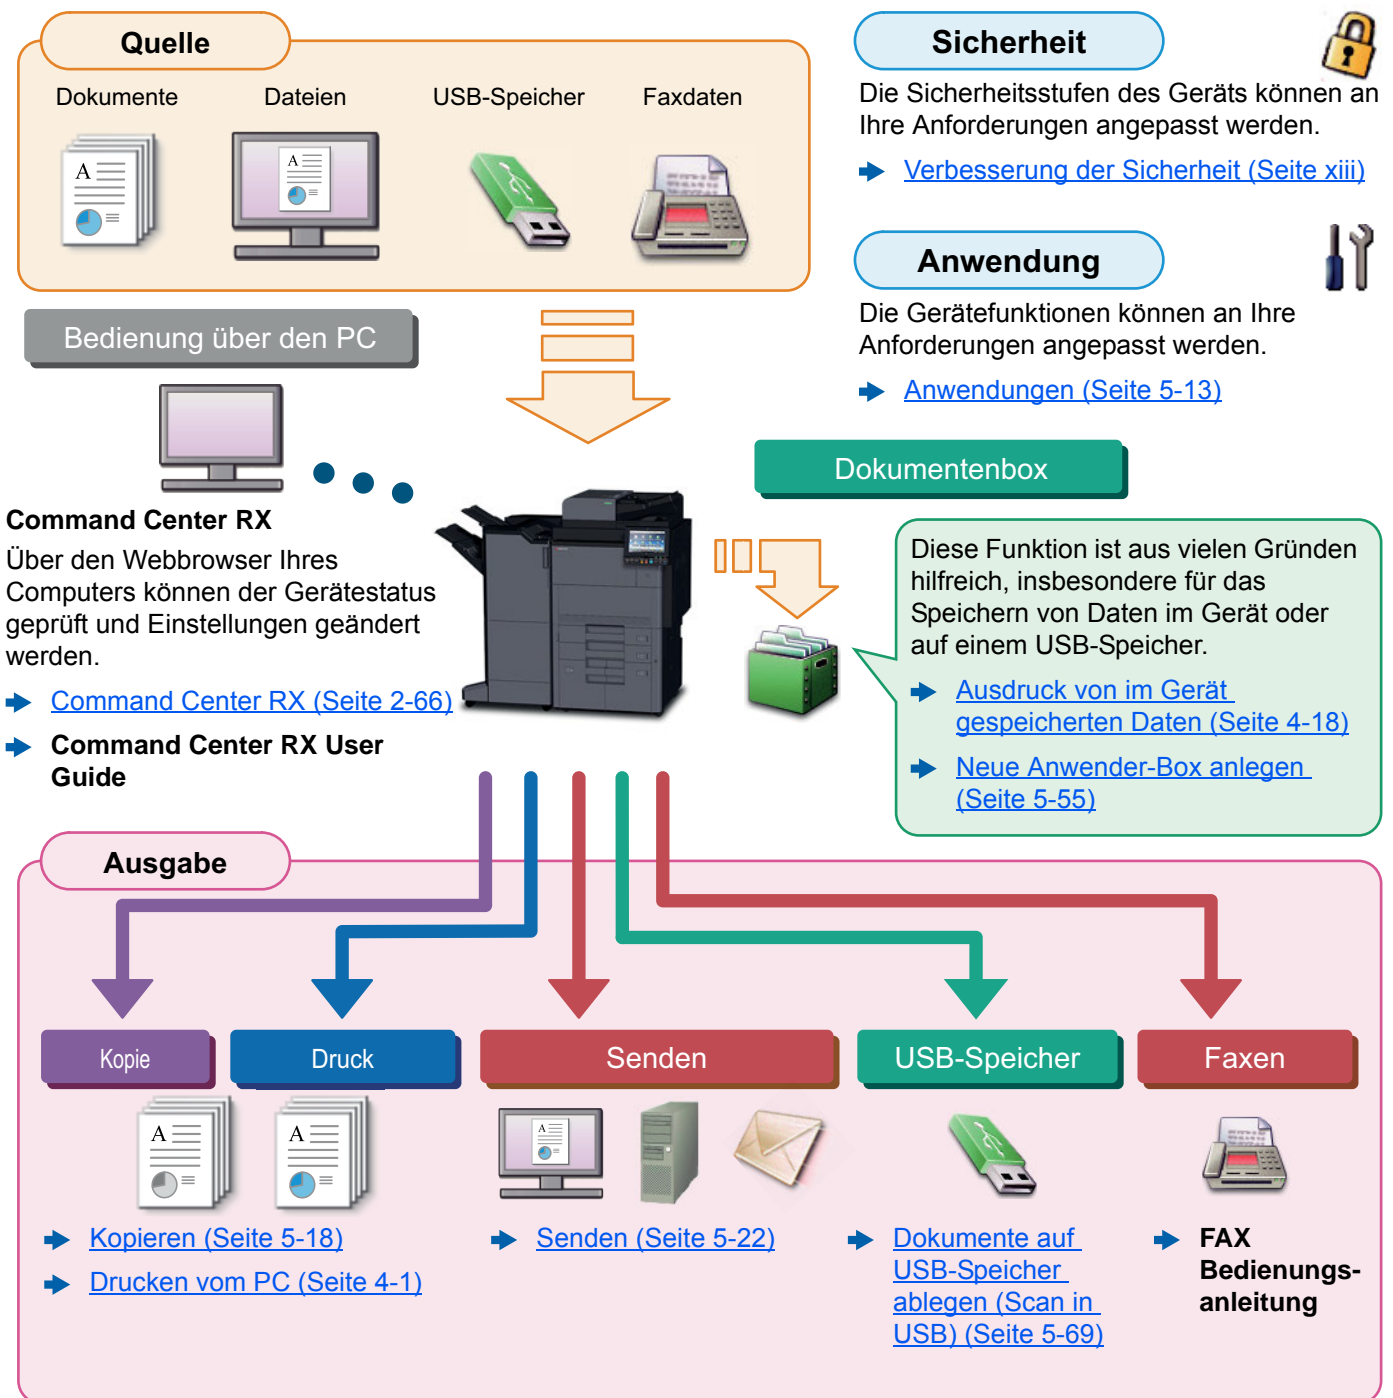 Quelle
Dokumente
Dateien
USB-Speicher
Faxdaten
A
A
Sicherheit
Die Sicherheitsstufen des Geräts können an
Ihre Anforderungen angepasst werden.
Verbesserung der Sicherheit (Seite xiii)
Anwendung
Die Gerätefunktionen können an Ihre
Anforderungen angepasst werden.
Anwendungen (Seite 5-13)
Bedienung über den PC
Command Center RX
Über den Webbrowser Ihres
Computers können der Gerätestatus
geprüft und Einstellungen geändert
werden.
Command Center RX (Seite 2-66)
Command Center RX User
Guide
Dokumentenbox
Diese Funktion ist aus vielen Gründen
hilfreich, insbesondere für das
Speichern von Daten im Gerät oder
auf einem USB-Speicher.
Ausdruck von im Gerät
gespeicherten Daten (Seite 4-18)
Neue Anwender-Box anlegen
(Seite 5-55)
Ausgabe
Kopie
Druck
Senden
USB-Speicher
Faxen
A
A
A
Kopieren (Seite 5-18)
Drucken vom PC (Seite 4-1)
Senden (Seite 5-22)
Dokumente auf
USB-Speicher
ablegen (Scan in
USB) (Seite 5-69)
FAX
Bedienungs-
anleitung